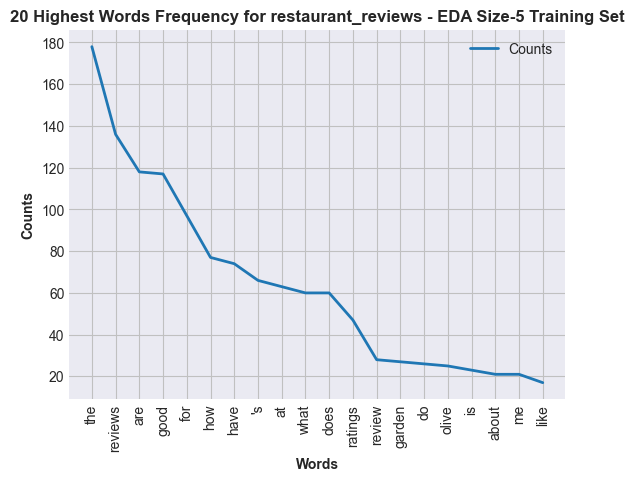 20 Highest Words Frequency for restaurant_reviews - EDA Size-5 Training Set
Counts
180
160
140
120
100
80
60
40
20
Counts
the
reviews
are
good
for
how
have
's
at
what
does
ratings
review
garden
do
olive
is
about
me
like
Words